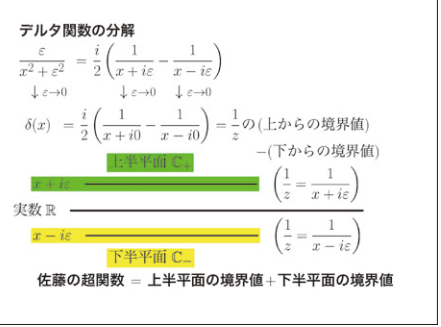 デルタ関数の分解
ε/(x²+ε²) = i/2 (1/(x+iε) − 1/(x−iε))
↓ε→0 ↓ε→0 ↓ε→0
δ(x) = i/2 (1/(x+i0) − 1/(x−i0)) = 1/z の (上からの境界値)
−(下からの境界値)
上半平面 ℂ₊
x+iε (1/z = 1/(x+iε))
実数 ℝ
x−iε (1/z = 1/(x−iε))
下半平面 ℂ₋
佐藤の超関数 = 上半平面の境界値+下半平面の境界値